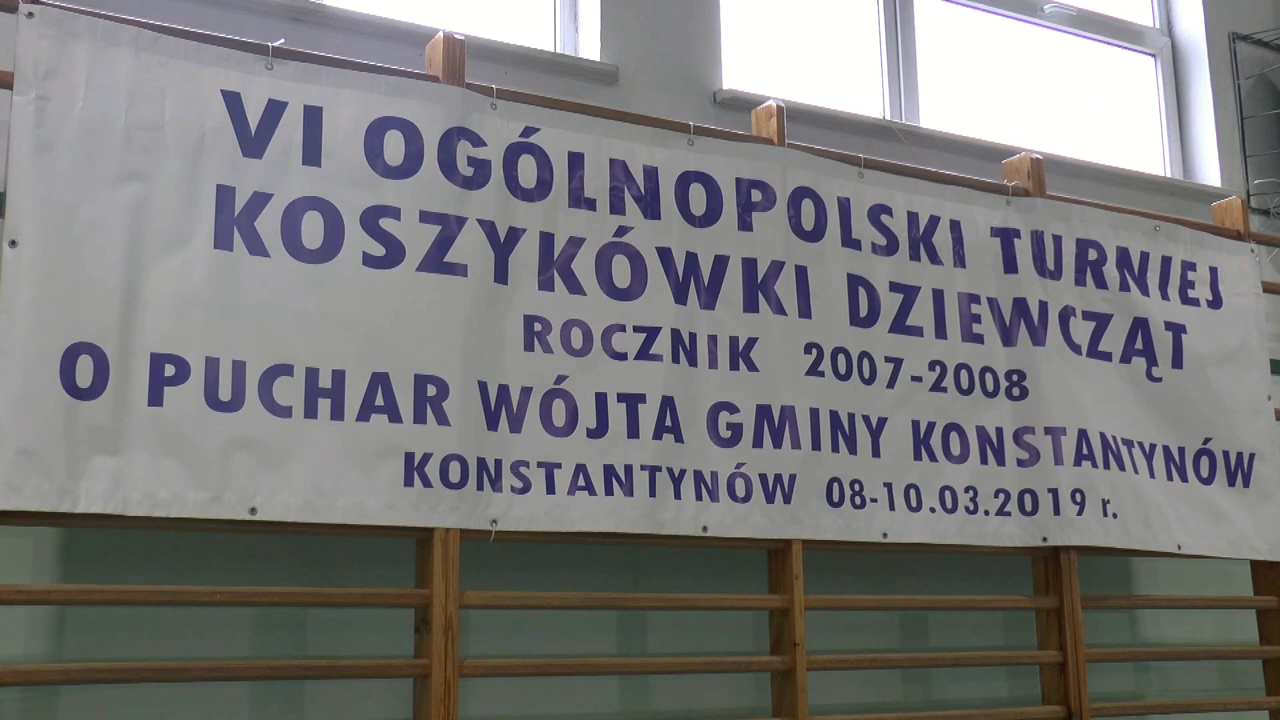 VI OGÓLNOPOLSKI TURNIEJ
KOSZYKÓWKI DZIEWCZĄT
ROCZNIK 2007-2008
O PUCHAR WÓJTA GMINY KONSTANTYNÓW
KONSTANTYNÓW 08-10.03.2019 r.